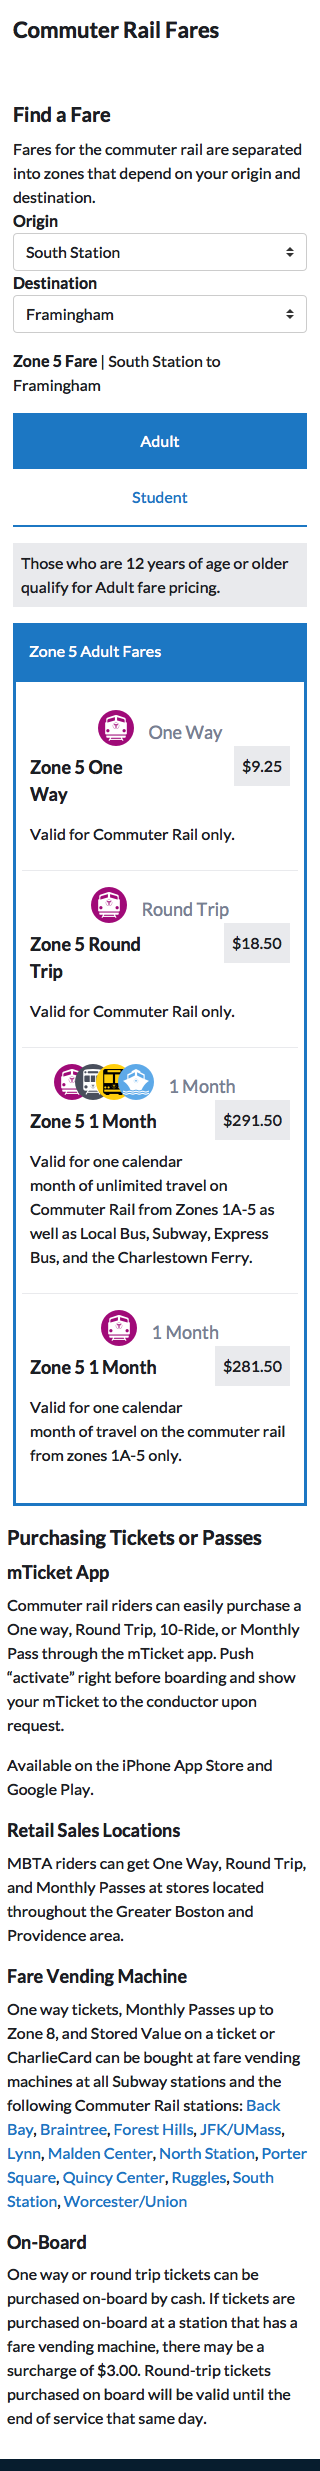 Commuter Rail Fares
Find a Fare
Fares for the commuter rail are separated
into zones that depend on your origin and
destination.
Origin
South Station
Destination
Framingham
Zone 5 Fare | South Station to
Framingham
Adult
Student
Those who are 12 years of age or older
qualify for Adult fare pricing.
Zone 5 Adult Fares
One Way
Zone 5 One
Way
$9.25
Valid for Commuter Rail only.
Round Trip
Zone 5 Round
Trip
$18.50
Valid for Commuter Rail only.
1 Month
Zone 5 1 Month
$291.50
Valid for one calendar
month of unlimited travel on
Commuter Rail from Zones 1A-5 as
well as Local Bus, Subway, Express
Bus, and the Charlestown Ferry.
1 Month
Zone 5 1 Month
$281.50
Valid for one calendar
month of travel on the commuter rail
from zones 1A-5 only.
Purchasing Tickets or Passes
mTicket App
Commuter rail riders can easily purchase a
One way, Round Trip, 10-Ride, or Monthly
Pass through the mTicket app. Push
“activate” right before boarding and show
your mTicket to the conductor upon
request.
Available on the iPhone App Store and
Google Play.
Retail Sales Locations
MBTA riders can get One Way, Round Trip,
and Monthly Passes at stores located
throughout the Greater Boston and
Providence area.
Fare Vending Machine
One way tickets, Monthly Passes up to
Zone 8, and Stored Value on a ticket or
CharlieCard can be bought at fare vending
machines at all Subway stations and the
following Commuter Rail stations: Back
Bay, Braintree, Forest Hills, JFK/UMass,
Lynn, Malden Center, North Station, Porter
Square, Quincy Center, Ruggles, South
Station, Worcester/Union
On-Board
One way or round trip tickets can be
purchased on-board by cash. If tickets are
purchased on-board at a station that has a
fare vending machine, there may be a
surcharge of $3.00. Round-trip tickets
purchased on board will be valid until the
end of service that same day.